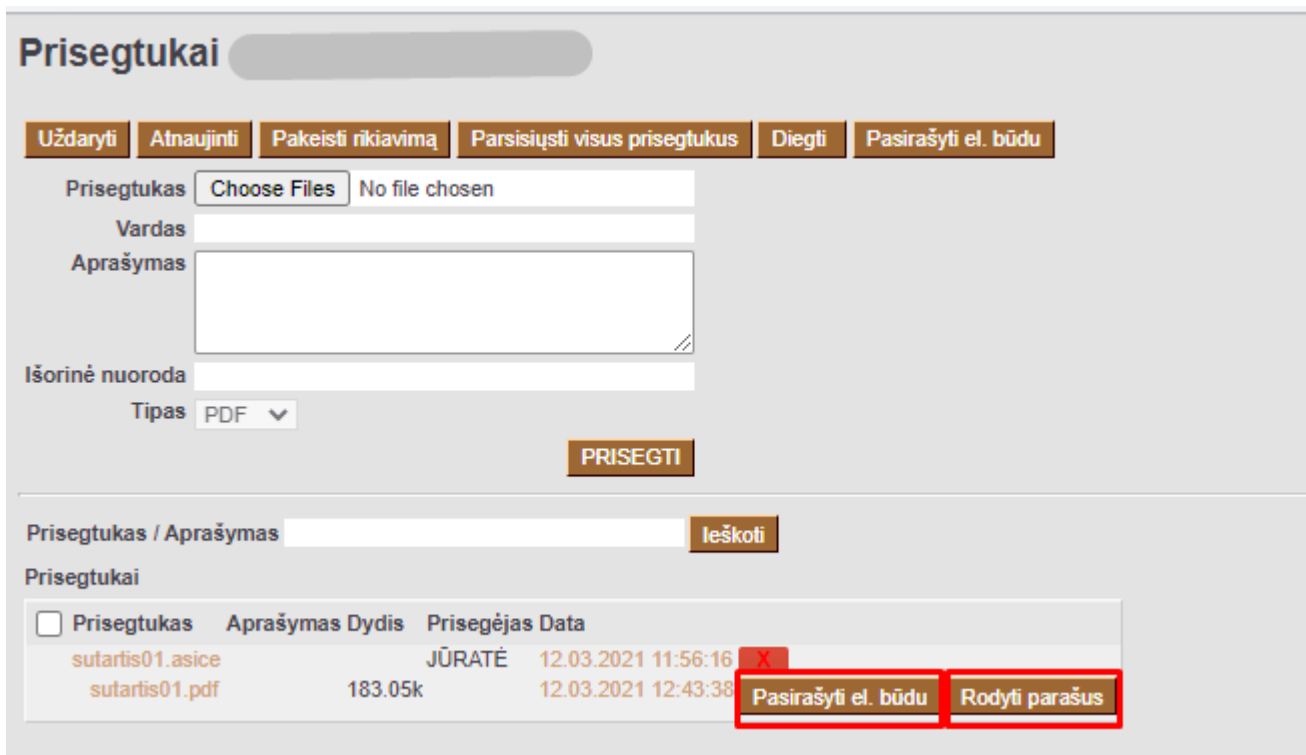 Prisegtukai
Uždaryti Atnaujinti Pakeisti rikiavimą Parsisiųsti visus prisegtukus Diegti Pasirašyti el. būdu
Prisegtukas Choose Files No file chosen
Vardas
Aprašymas
Išorinė nuoroda
Tipas PDF
PRISEGTI
Prisegtukas / Aprašymas Ieškoti
Prisegtukai
Prisegtukas Aprašymas Dydis Prisegėjas Data
sutartis01.asice JŪRATĖ 12.03.2021 11:56:16 X
sutartis01.pdf 183.05k 12.03.2021 12:43:38 Pasirašyti el. būdu Rodyti parašus